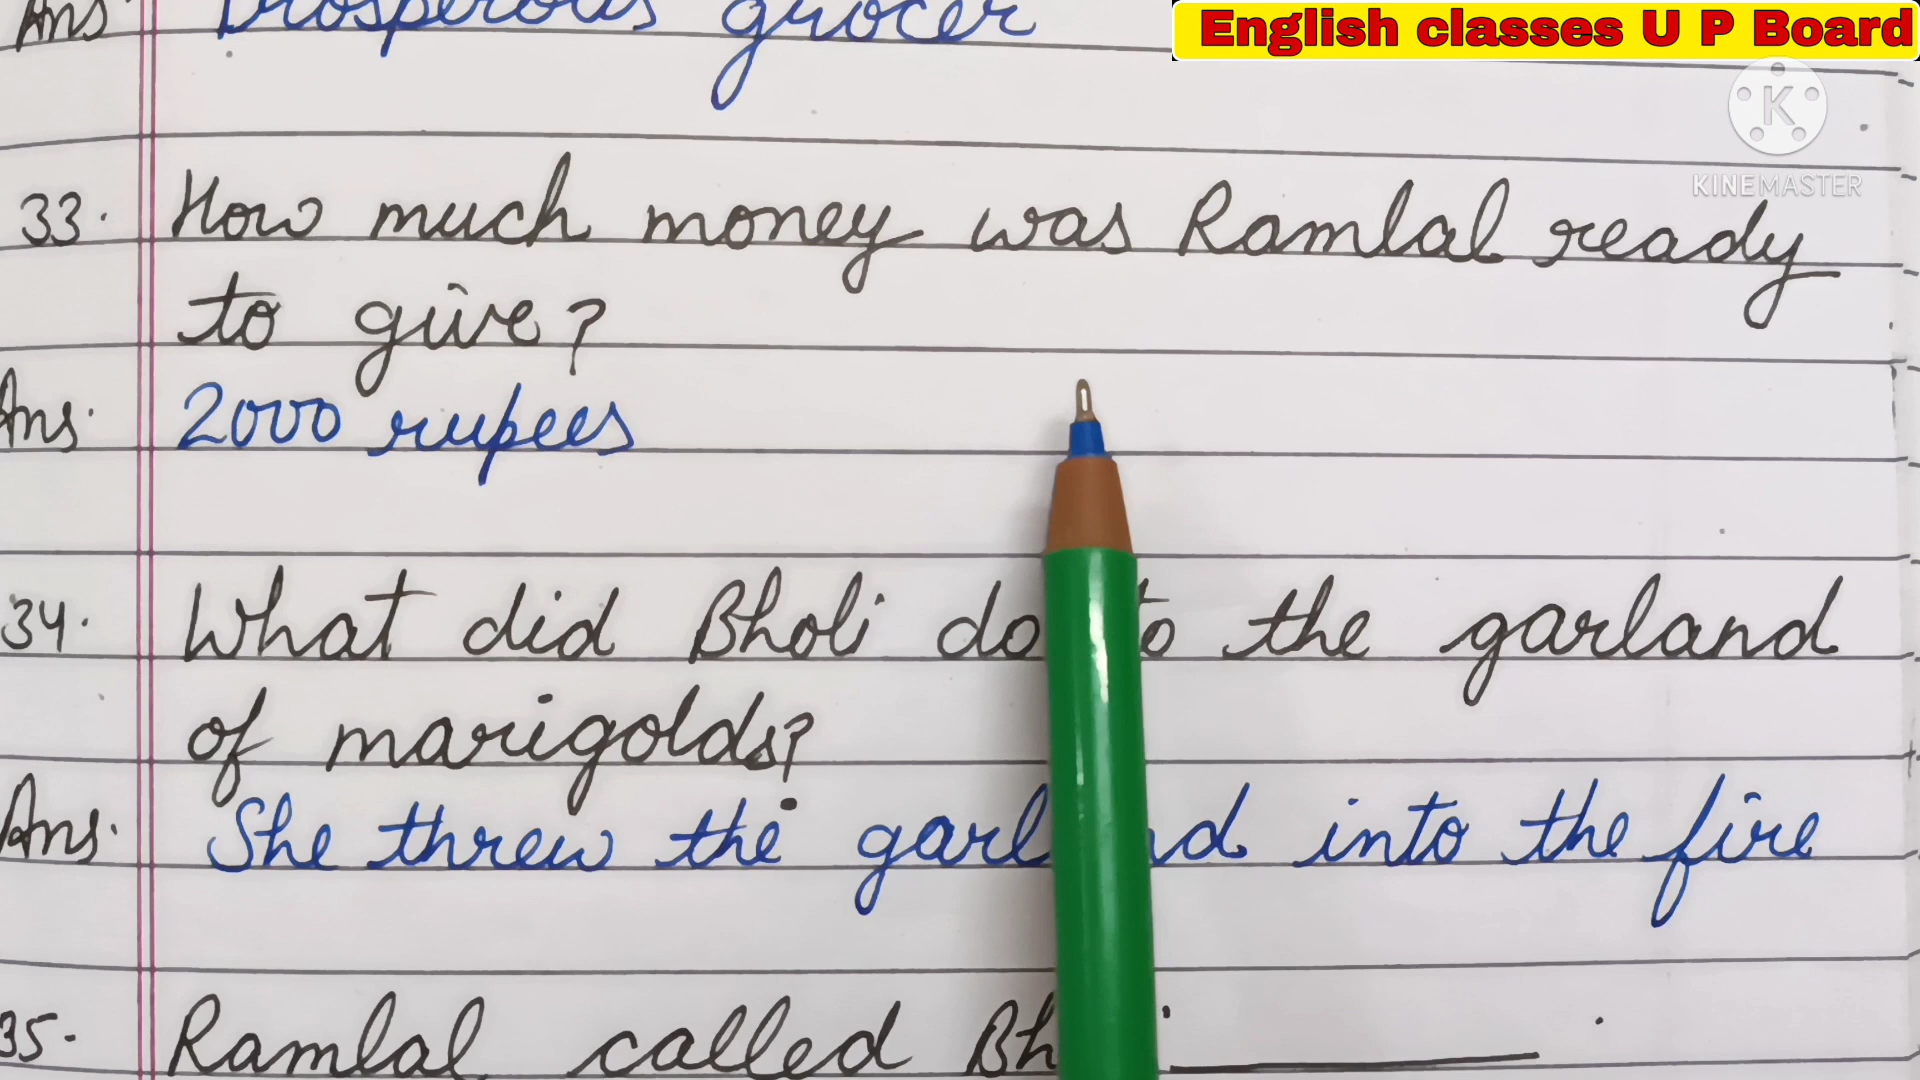 English classes U P Board
Ans Prosperous grocer
KINEMASTER
33. How much money was Ramlal ready
to give?
Ans. 2000 rupees
34. What did Bholi do to the garland
of marigolds?
Ans. She threw the garland into the fire
35. Ramlal called